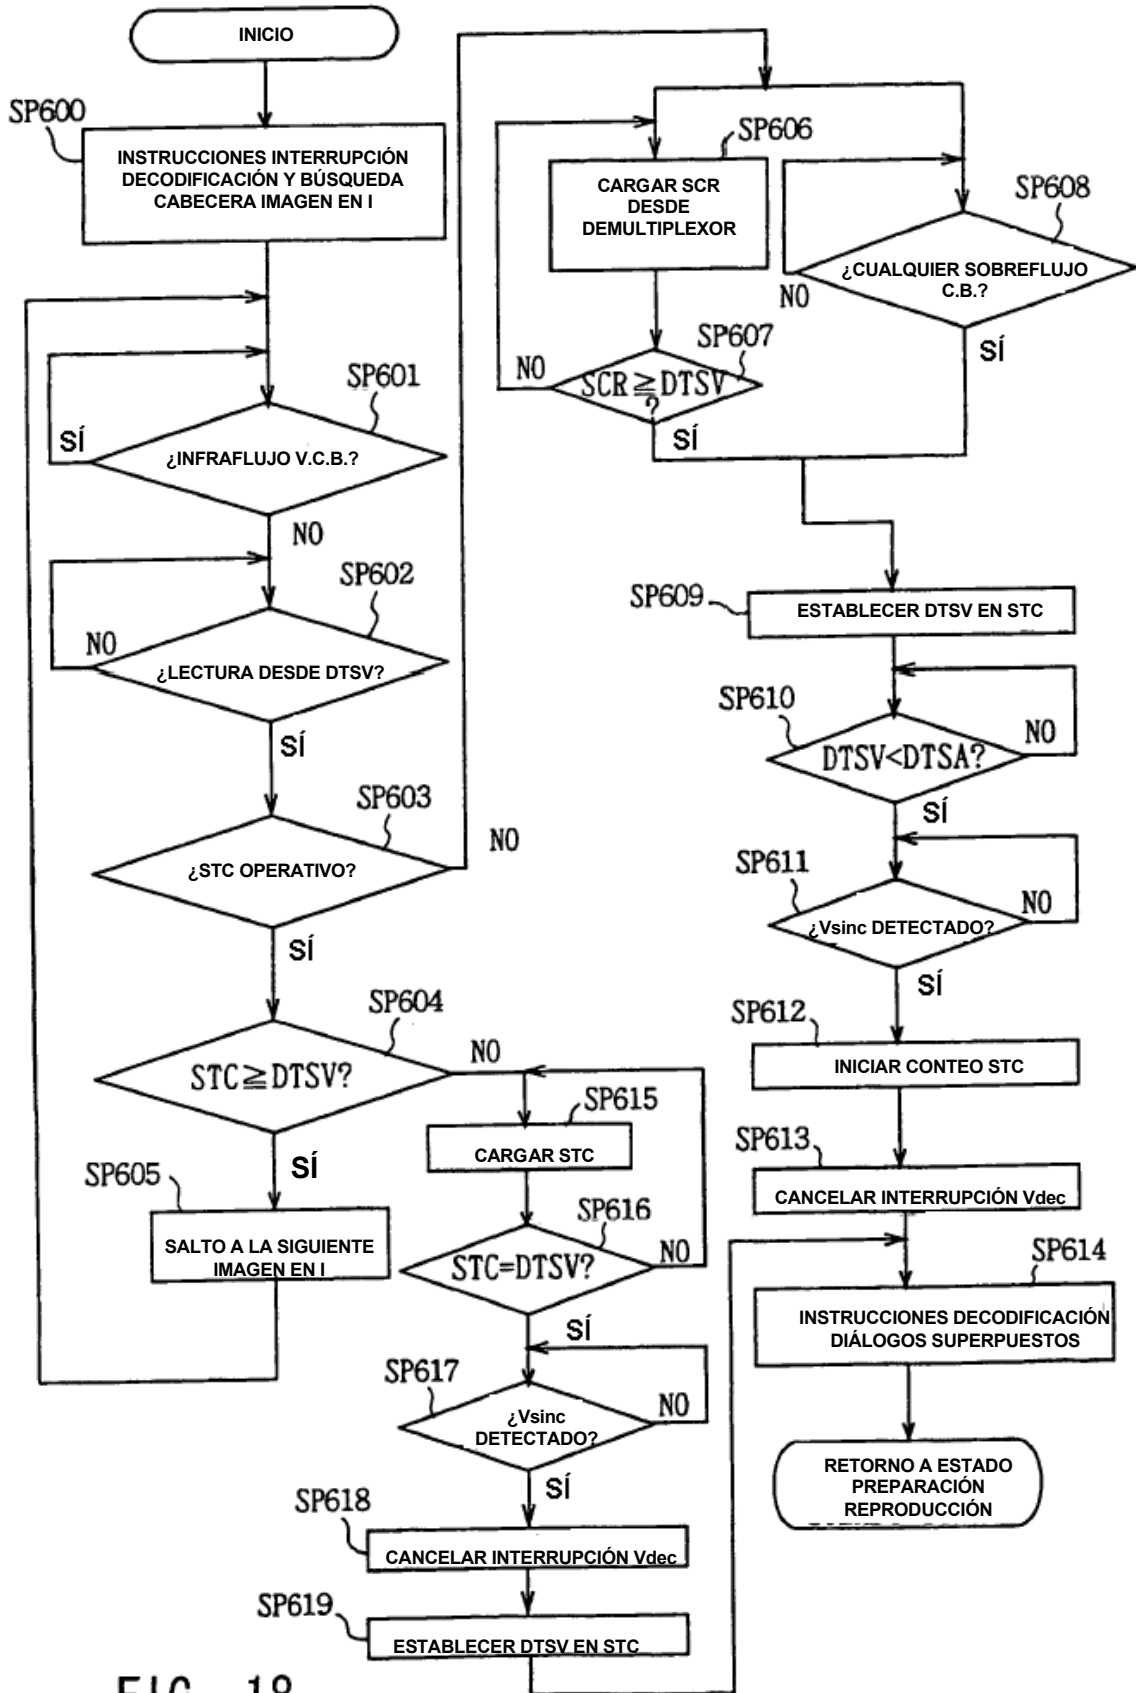 INICIO
SP600
INSTRUCCIONES INTERRUPCIÓN
DECODIFICACIÓN Y BÚSQUEDA
CABECERA IMAGEN EN I
SP601
SÍ
¿INFRAFLUJO V.C.B.?
NO
SP602
NO
¿LECTURA DESDE DTSV?
SÍ
SP603
NO
¿STC OPERATIVO?
SÍ
SP604
NO
STC≧DTSV?
SÍ
SP605
SALTO A LA SIGUIENTE
IMAGEN EN I
SP615
CARGAR STC
SP616
STC=DTSV?
NO
SÍ
SP617
¿Vsinc
DETECTADO?
NO
SÍ
SP618
CANCELAR INTERRUPCIÓN Vdec
SP619
ESTABLECER DTSV EN STC
SP606
CARGAR SCR
DESDE
DEMULTIPLEXOR
SP607
NO
SCR≧DTSV
?
SÍ
SP608
¿CUALQUIER SOBREFLUJO
C.B.?
NO
SÍ
SP609
ESTABLECER DTSV EN STC
SP610
DTSV<DTSA?
NO
SÍ
SP611
¿Vsinc DETECTADO?
NO
SÍ
SP612
INICIAR CONTEO STC
SP613
CANCELAR INTERRUPCIÓN Vdec
SP614
INSTRUCCIONES DECODIFICACIÓN
DIÁLOGOS SUPERPUESTOS
RETORNO A ESTADO
PREPARACIÓN
REPRODUCCIÓN
FIG. 18